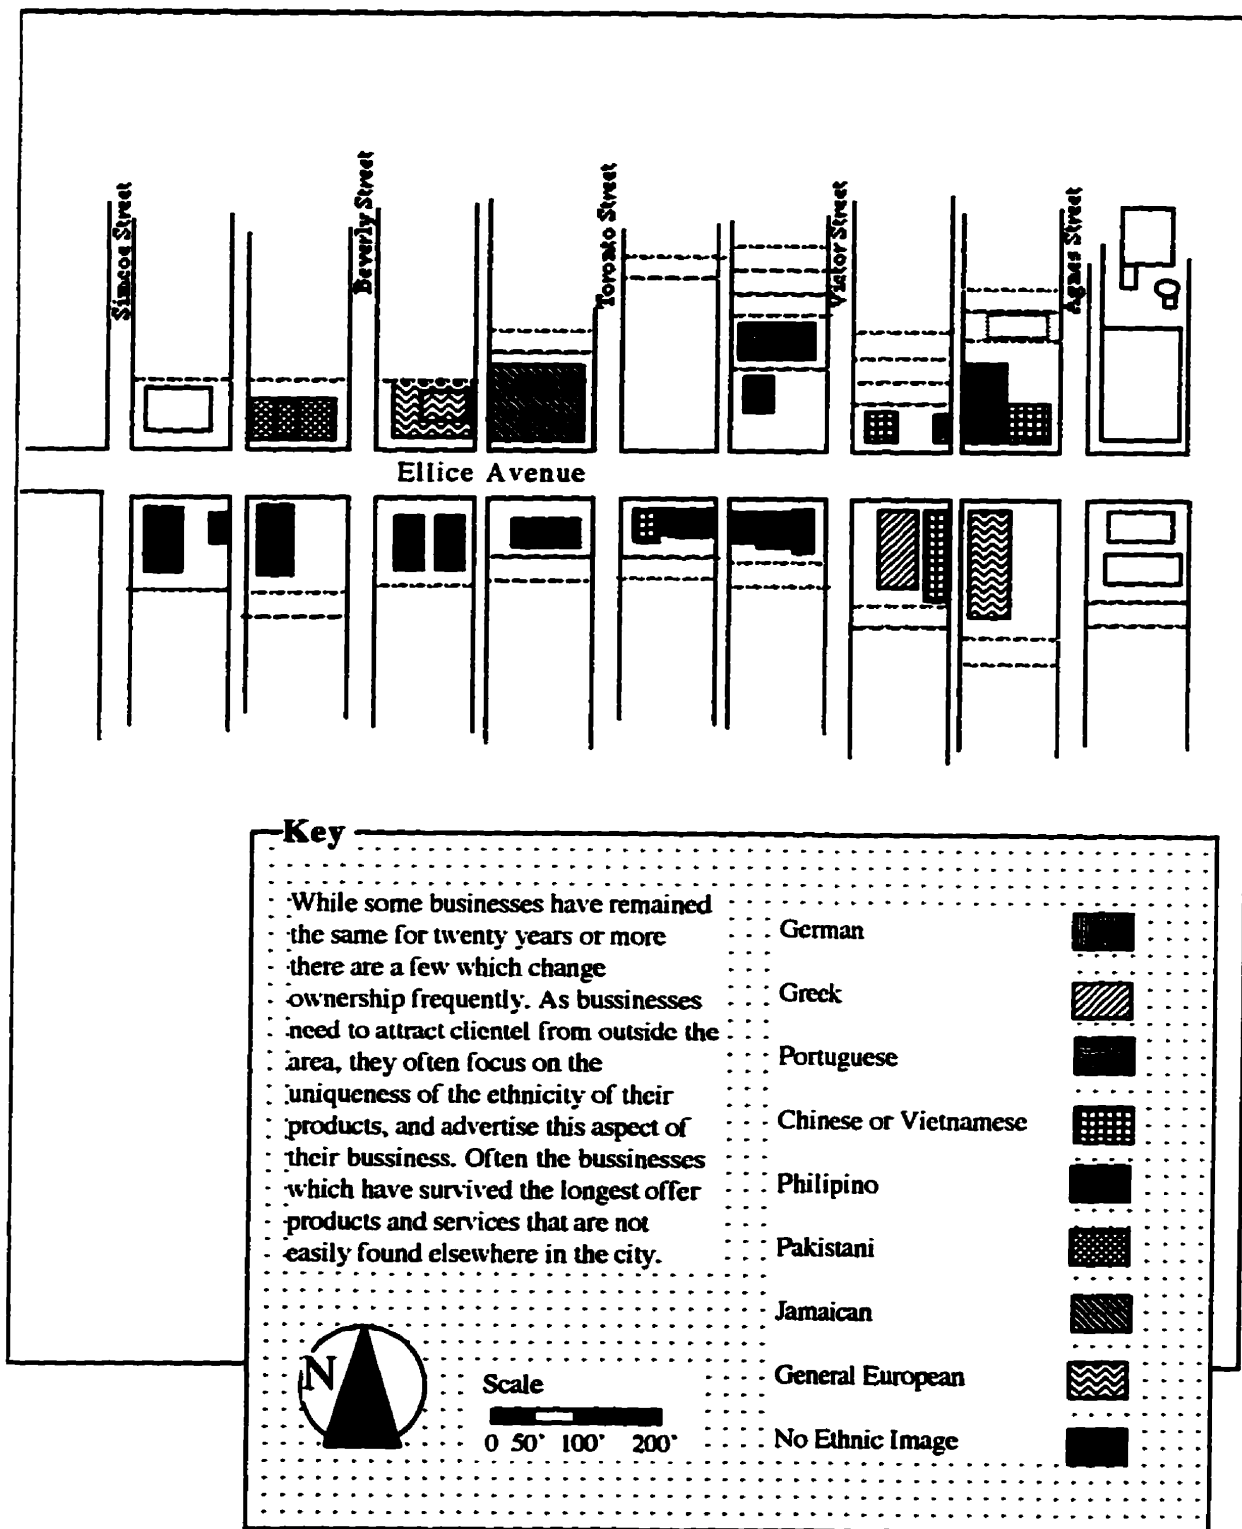 Simcoe Street
Beverly Street
Toronto Street
Victor Street
Agnes Street
Ellice Avenue
Key
While some businesses have remained
the same for twenty years or more
there are a few which change
ownership frequently. As bussinesses
need to attract clientel from outside the
area, they often focus on the
uniqueness of the ethnicity of their
products, and advertise this aspect of
their bussiness. Often the bussinesses
which have survived the longest offer
products and services that are not
easily found elsewhere in the city.
German
Greek
Portuguese
Chinese or Vietnamese
Philipino
Pakistani
Jamaican
General European
No Ethnic Image
N
Scale
0 50' 100' 200'